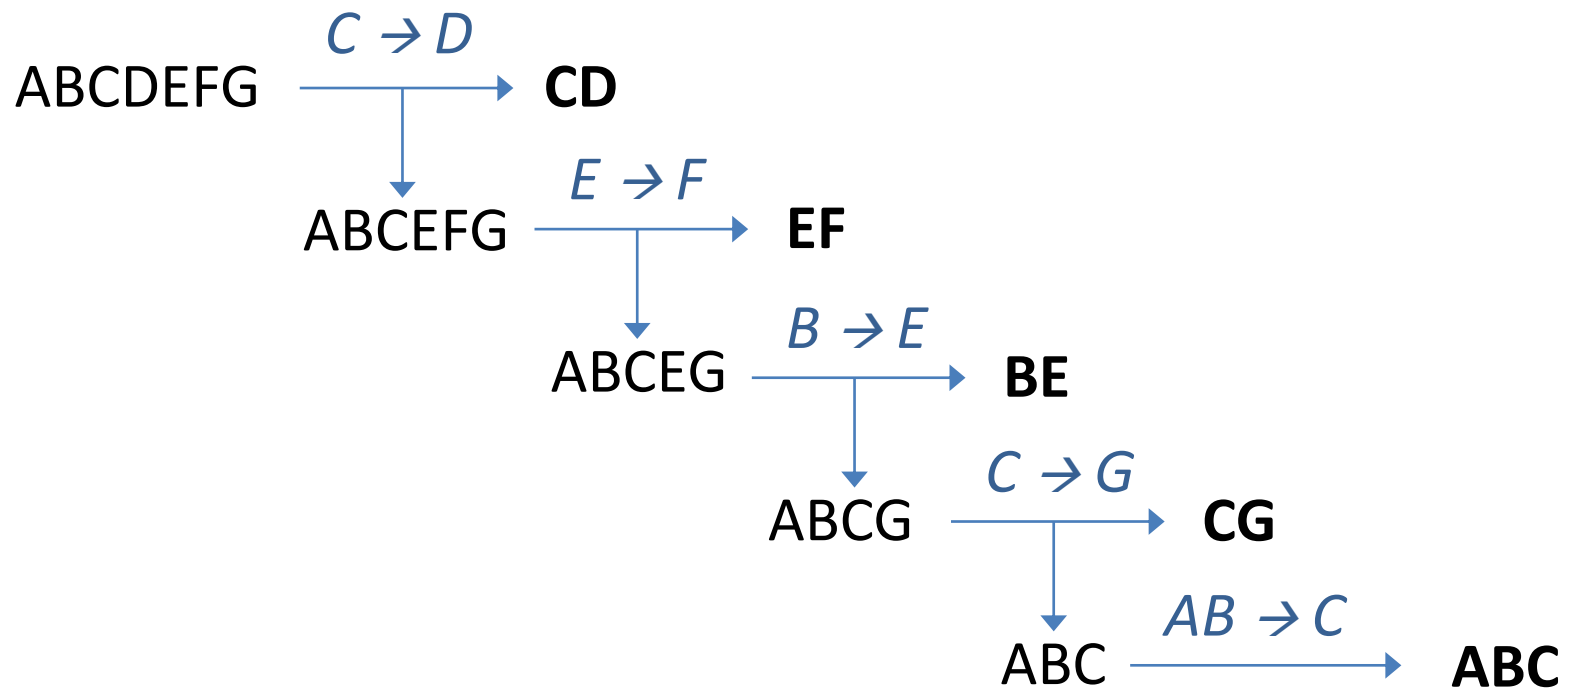 C → D
ABCDEFG CD
E → F
ABCEFG EF
B → E
ABCEG BE
C → G
ABCG CG
AB → C
ABC ABC